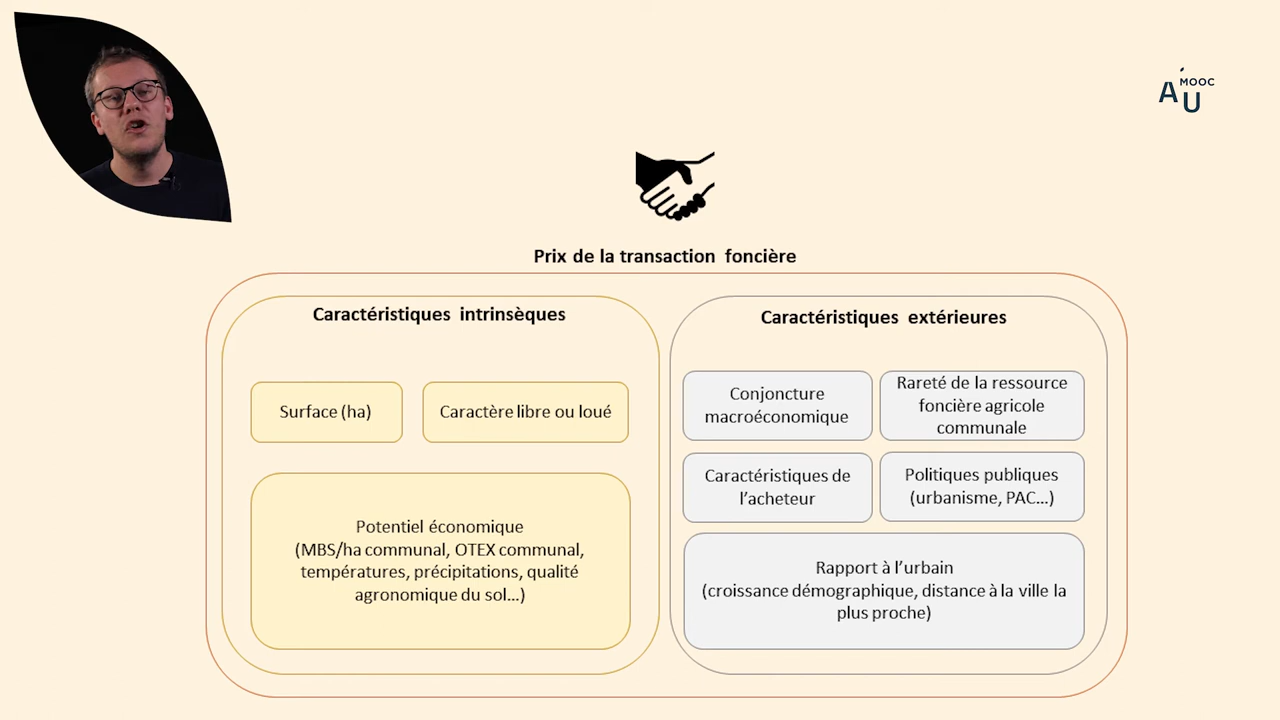 MOOC
AU
Prix de la transaction foncière
Caractéristiques intrinsèques
Surface (ha)
Caractère libre ou loué
Potentiel économique
(MBS/ha communal, OTEX communal,
températures, précipitations, qualité
agronomique du sol…)
Caractéristiques extérieures
Conjoncture
macroéconomique
Rareté de la ressource
foncière agricole
communale
Caractéristiques de
l’acheteur
Politiques publiques
(urbanisme, PAC…)
Rapport à l’urbain
(croissance démographique, distance à la ville la
plus proche)